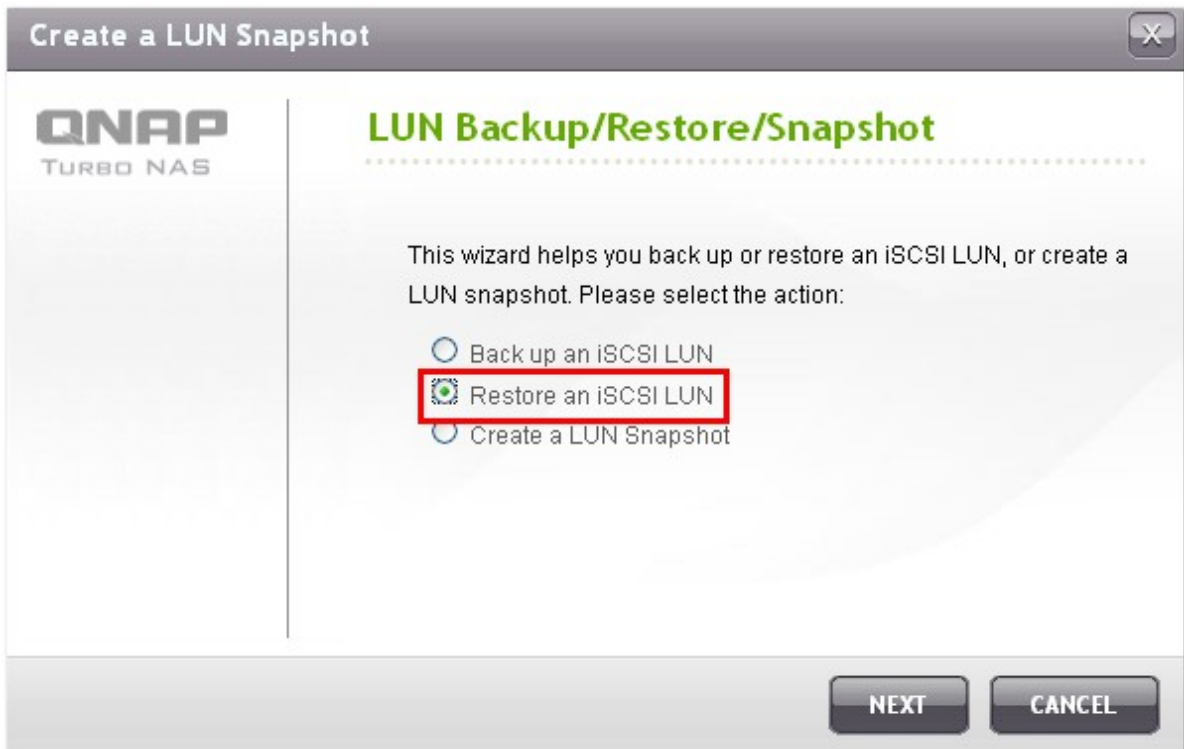 Create a LUN Snapshot
X
QNAP
TURBO NAS
LUN Backup/Restore/Snapshot
This wizard helps you back up or restore an iSCSI LUN, or create a
LUN snapshot. Please select the action:
Back up an iSCSI LUN
Restore an iSCSI LUN
Create a LUN Snapshot
NEXT
CANCEL